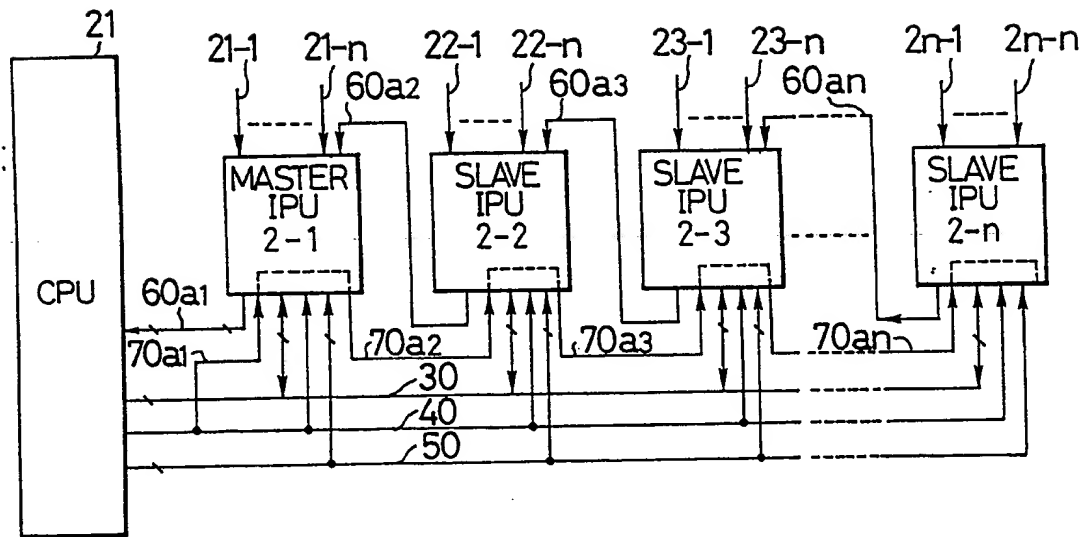 21
21-1 21-n 22-1 22-n 23-1 23-n 2n-1 2n-n
60a2 60a3 60an
MASTER IPU 2-1
SLAVE IPU 2-2
SLAVE IPU 2-3
SLAVE IPU 2-n
CPU
60a1
70a1 70a2 70a3 70an
30
40
50